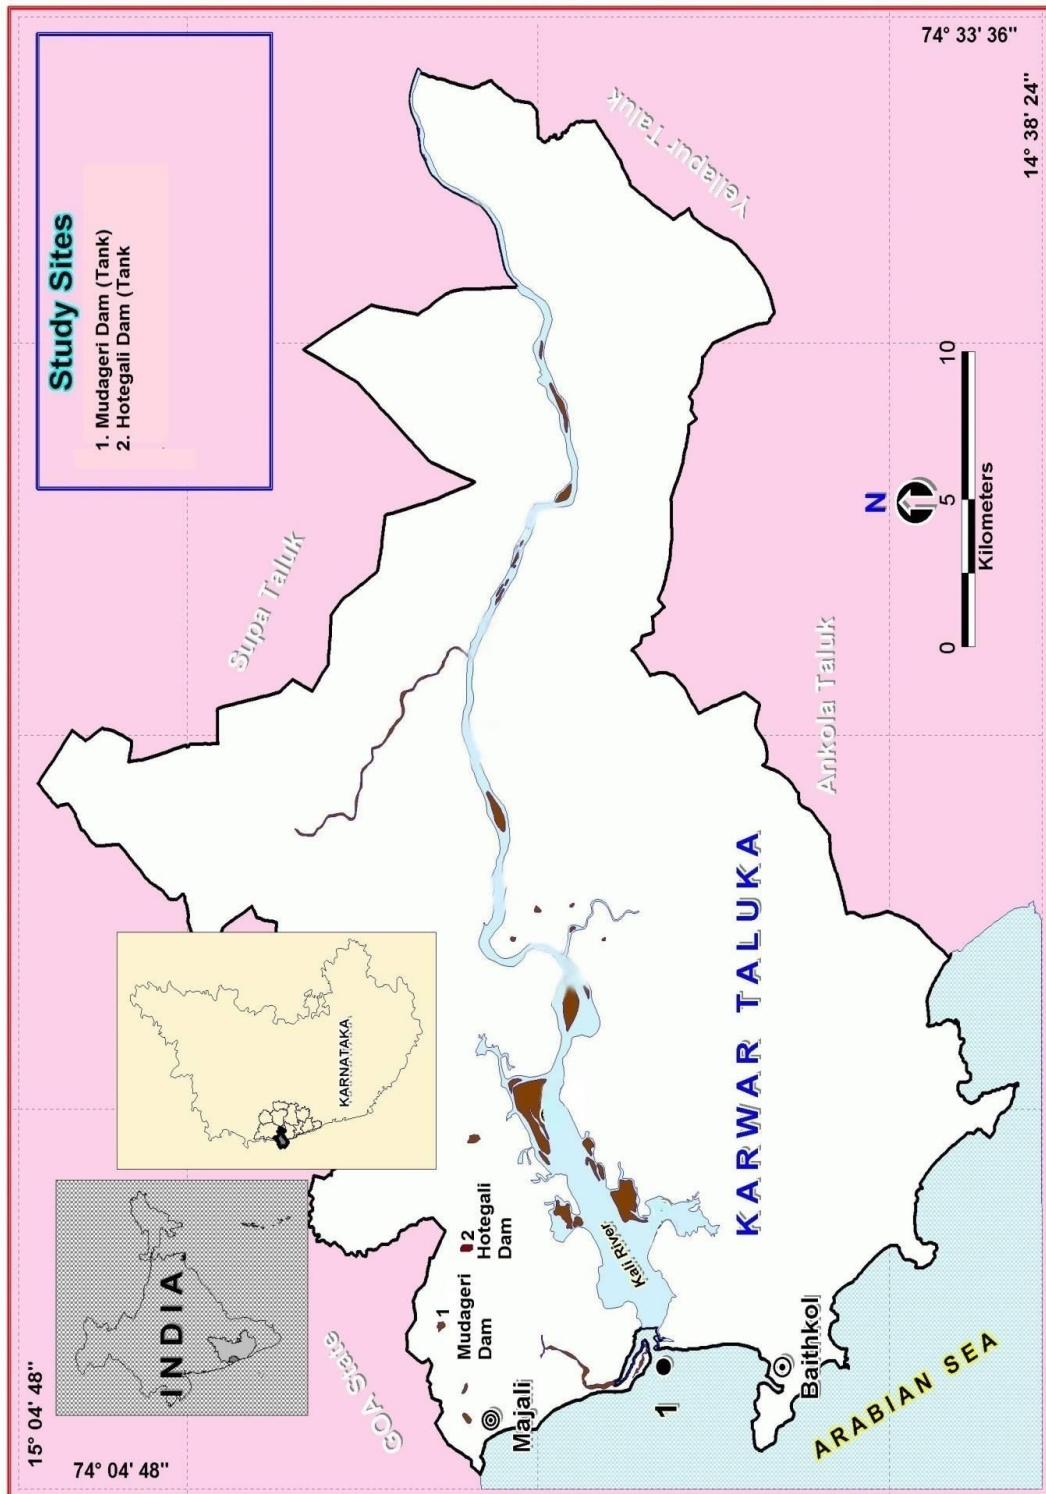 15° 04' 48"
74° 04' 48"
INDIA
KARNATAKA
Study Sites
1. Mudageri Dam (Tank)
2. Hotegali Dam (Tank
GOA State
Supa Taluk
Yellapur Taluk
Ankola Taluk
Majali
1
Mudageri
Dam
2
Hotegali
Dam
Kali River
1
Baithkol
KARWAR TALUKA
ARABIAN SEA
N
0 5 10
Kilometers
74° 33' 36"
14° 38' 24"